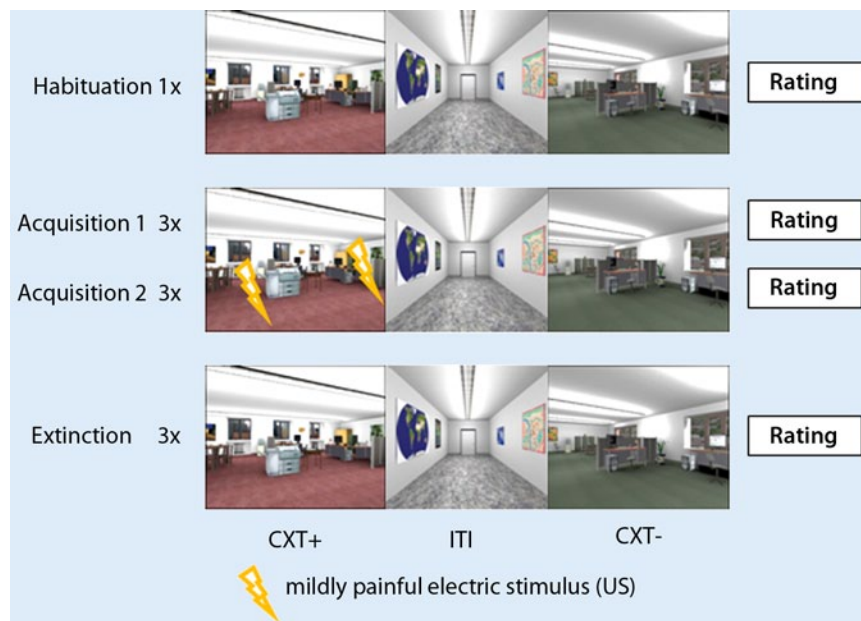 Habituation 1x
Rating
Acquisition 1 3x
Rating
Acquisition 2 3x
Rating
Extinction 3x
Rating
CXT+ ITI CXT-
mildly painful electric stimulus (US)